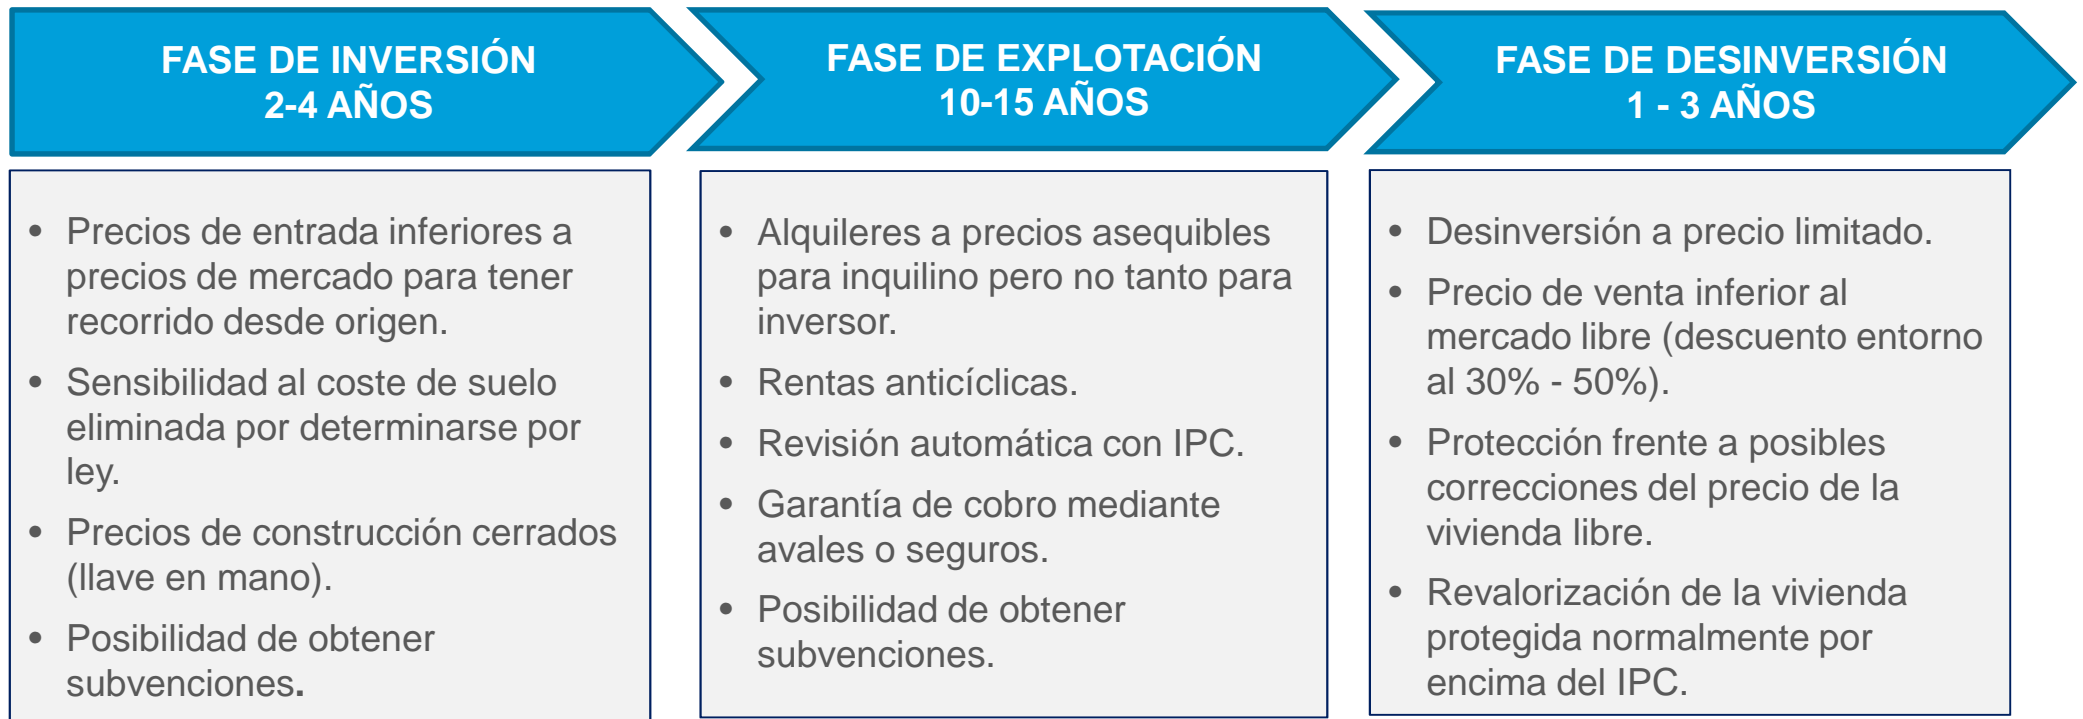 FASE DE INVERSIÓN
2-4 AÑOS
• Precios de entrada inferiores a
precios de mercado para tener
recorrido desde origen.
• Sensibilidad al coste de suelo
eliminada por determinarse por
ley.
• Precios de construcción cerrados
(llave en mano).
• Posibilidad de obtener
subvenciones.
FASE DE EXPLOTACIÓN
10-15 AÑOS
• Alquileres a precios asequibles
para inquilino pero no tanto para
inversor.
• Rentas anticíclicas.
• Revisión automática con IPC.
• Garantía de cobro mediante
avales o seguros.
• Posibilidad de obtener
subvenciones.
FASE DE DESINVERSIÓN
1 - 3 AÑOS
• Desinversión a precio limitado.
• Precio de venta inferior al
mercado libre (descuento entorno
al 30% - 50%).
• Protección frente a posibles
correcciones del precio de la
vivienda libre.
• Revalorización de la vivienda
protegida normalmente por
encima del IPC.